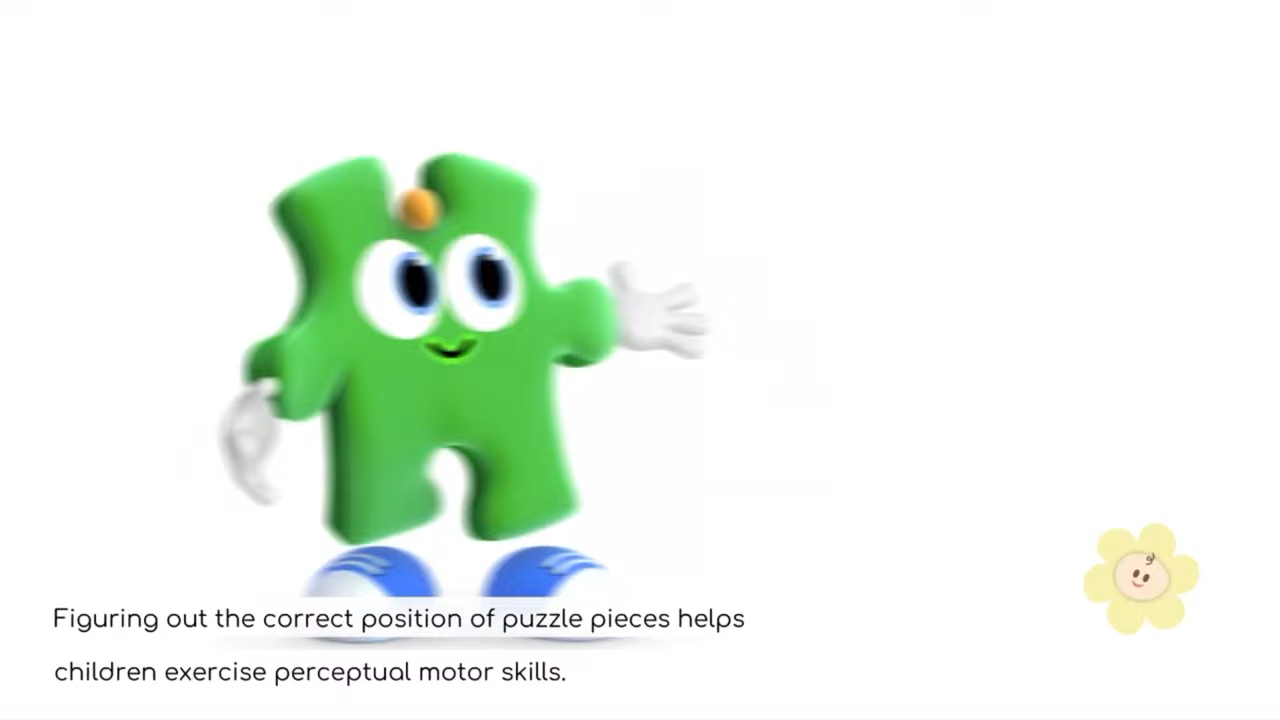 Figuring out the correct position of puzzle pieces helps
children exercise perceptual motor skills.